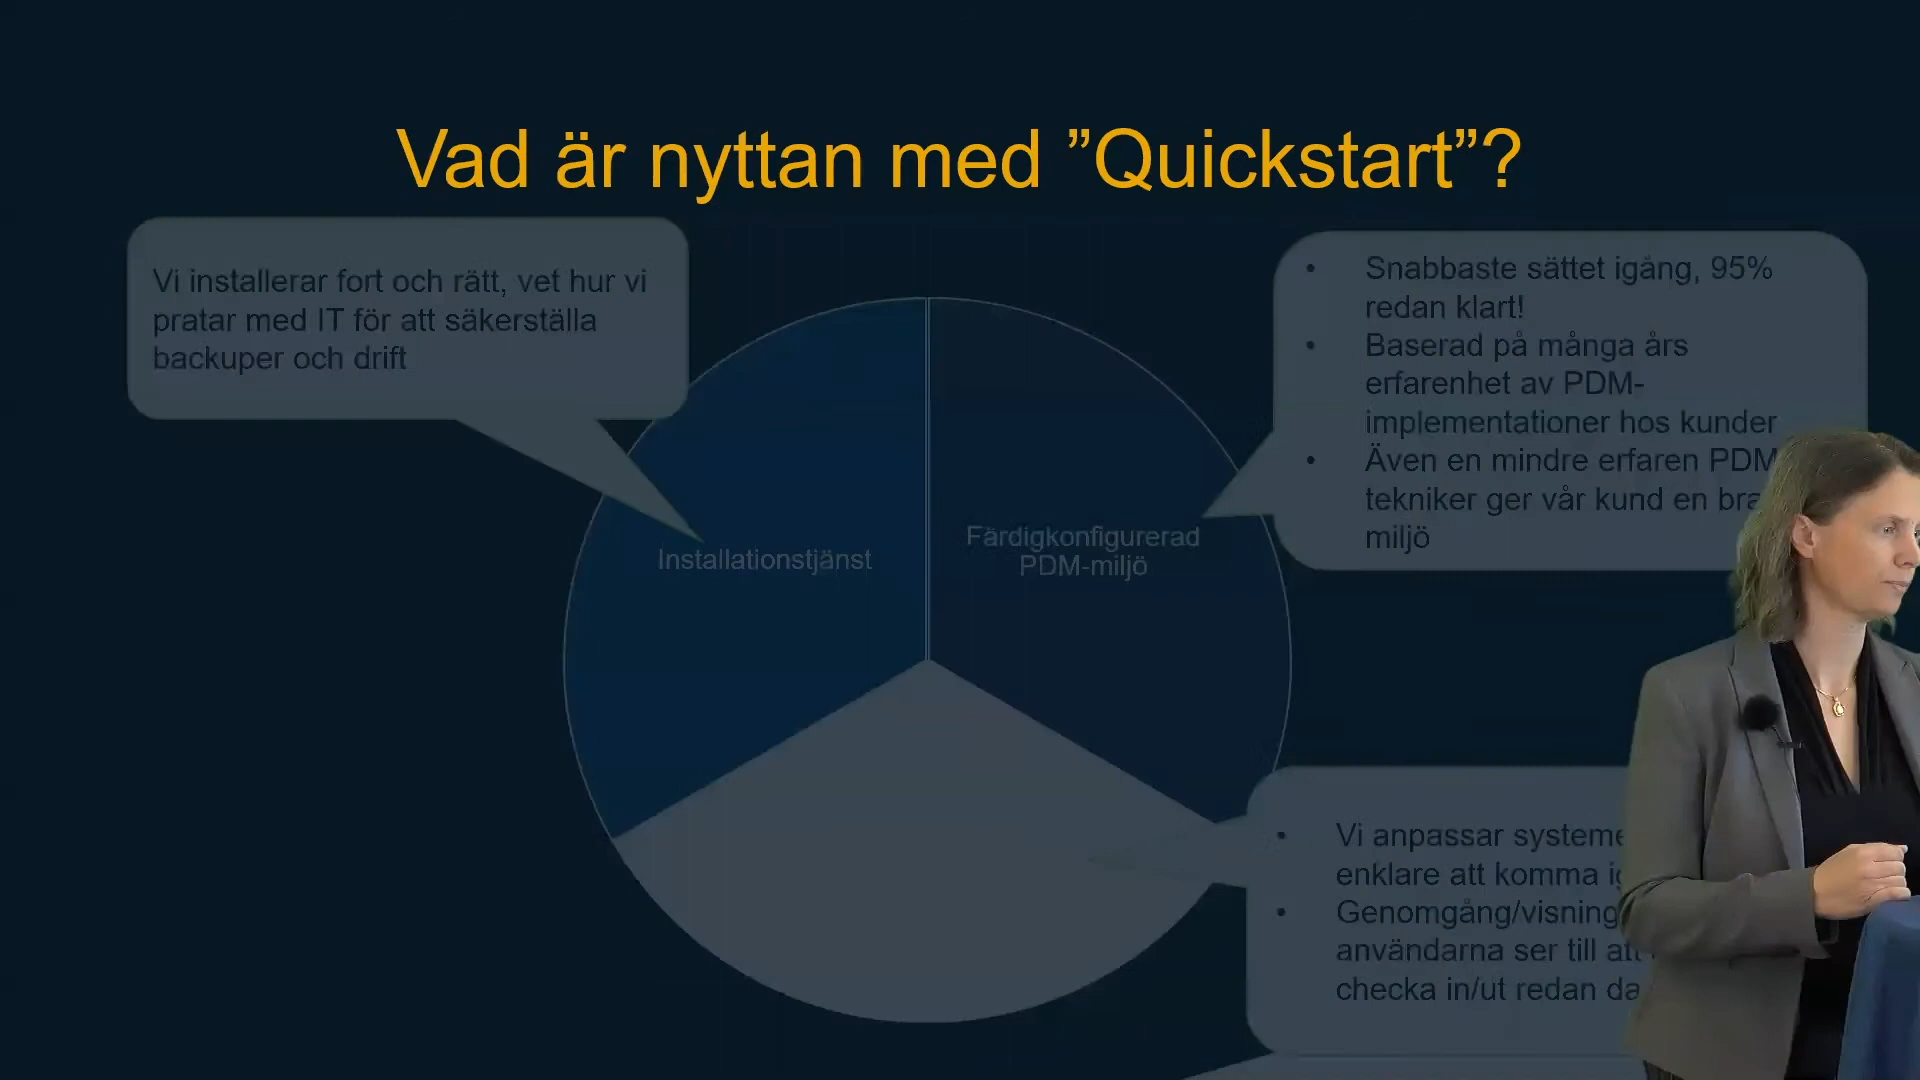 Vad är nyttan med ”Quickstart”?
Vi installerar fort och rätt, vet hur vi
pratar med IT för att säkerställa
backuper och drift
• Snabbaste sättet igång, 95%
redan klart!
• Baserad på många års
erfarenhet av PDM-
implementationer hos kunder
• Även en mindre erfaren PDM
tekniker ger vår kund en bra
miljö
Installationstjänst
Färdigkonfigurerad
PDM-miljö
• Vi anpassar
enklare att komma
• Genomgång/visning
användarna ser till att
checka in/ut redan